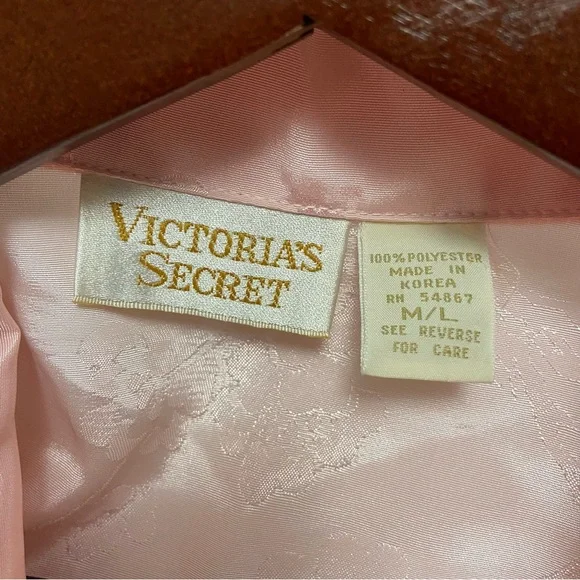 VICTORIA'S
SECRET
100% POLYESTER
MADE IN
KOREA
RN 54867
M/L
SEE REVERSE
FOR CARE